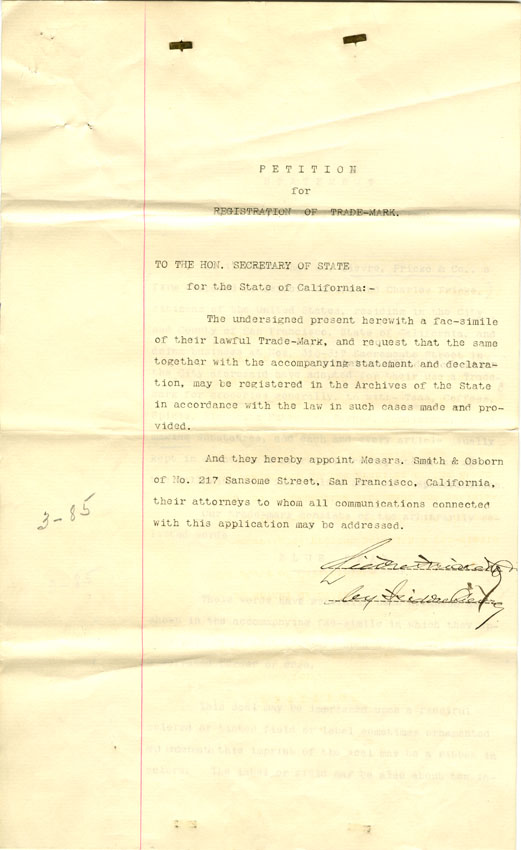 PETITION
for
REGISTRATION OF TRADE-MARK.
TO THE HON. SECRETARY OF STATE
for the State of California:-
The undersigned present herewith a fac-simile
of their lawful Trade-Mark, and request that the same
together with the accompanying statement and declara-
tion, may be registered in the Archives of the State
in accordance with the law in such cases made and pro-
vided.
And they hereby appoint Messrs. Smith & Osborn
of No. 217 Sansome Street, San Francisco, California,
their attorneys to whom all communications connected
with this application may be addressed.
3-85
by